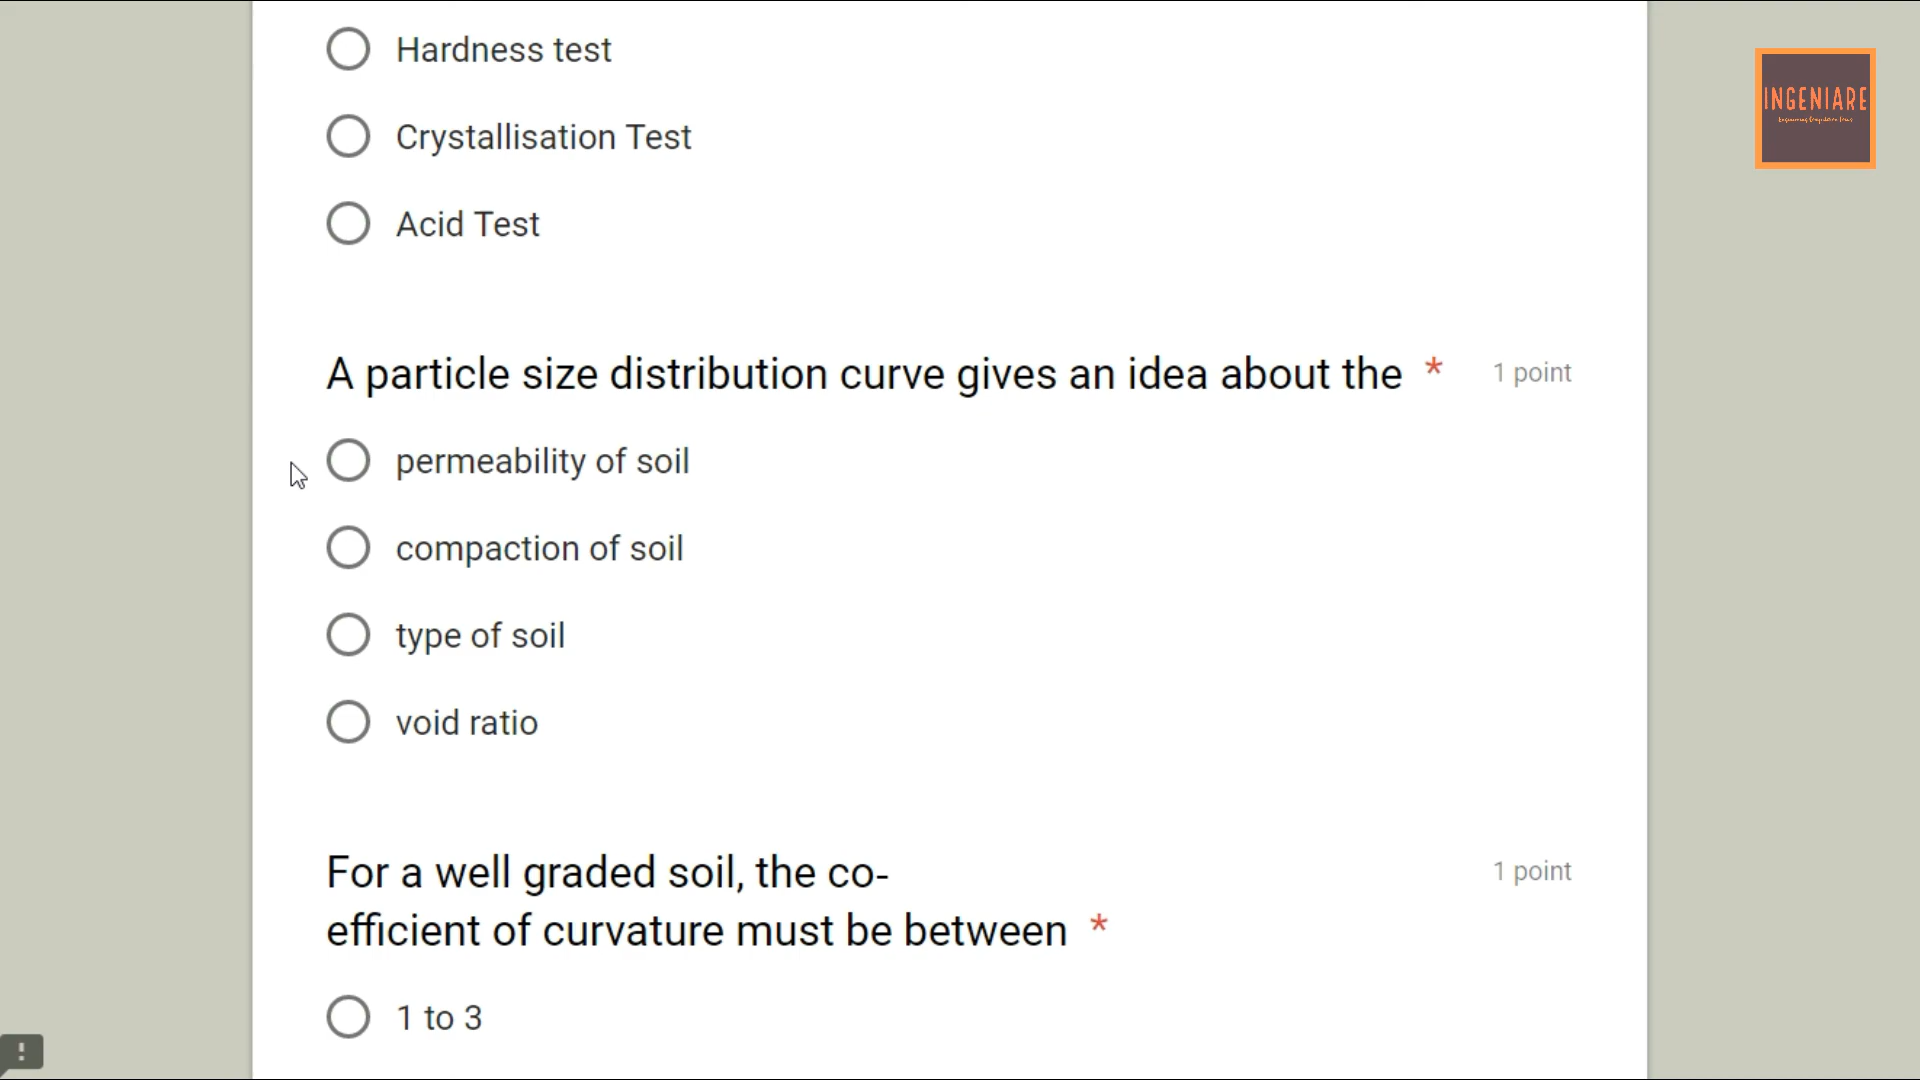 Hardness test
Crystallisation Test
Acid Test
INGENIARE
A particle size distribution curve gives an idea about the * 1 point
permeability of soil
compaction of soil
type of soil
void ratio
For a well graded soil, the co- 1 point
efficient of curvature must be between *
1 to 3
!